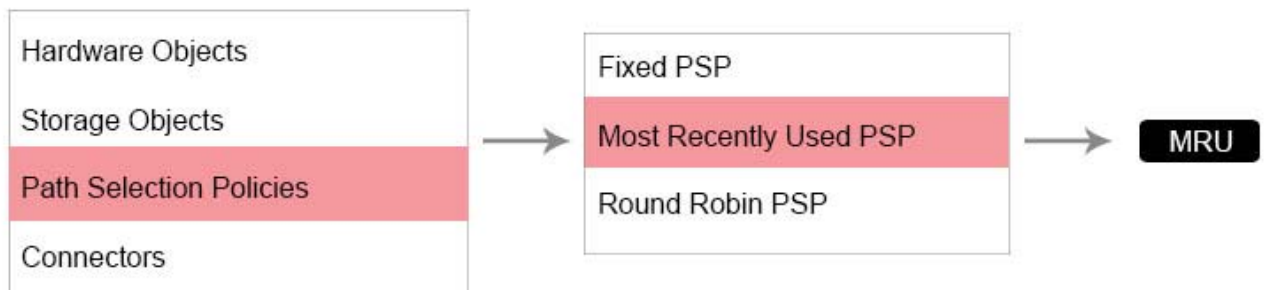 Hardware Objects
Storage Objects
Path Selection Policies
Connectors
Fixed PSP
Most Recently Used PSP
Round Robin PSP
MRU